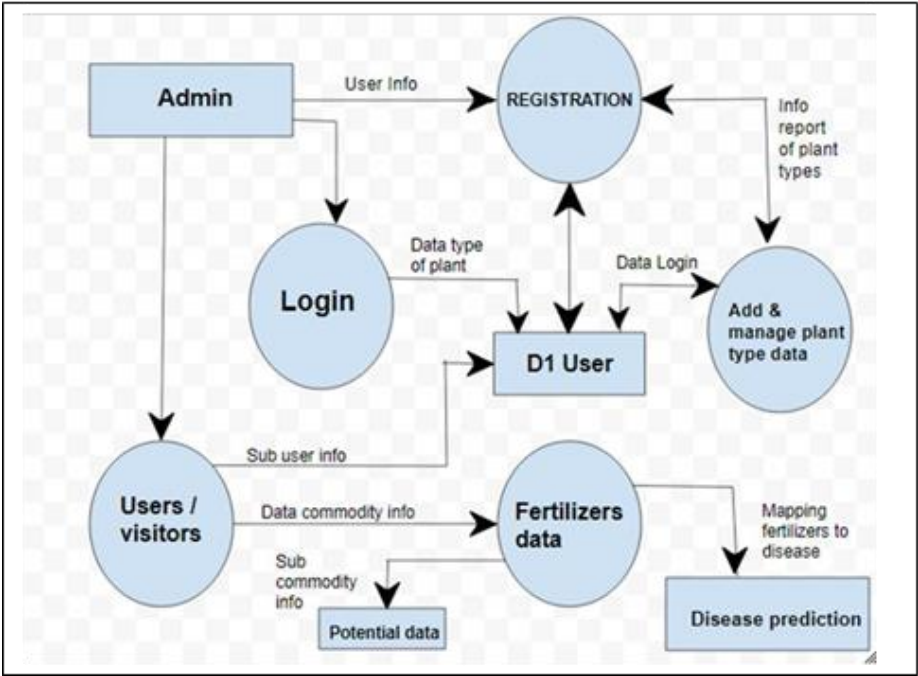 Admin
User Info
REGISTRATION
Info
report
of plant
types
Login
Data type
of plant
Data Login
Add &
manage plant
type data
D1 User
Sub user info
Users /
visitors
Data commodity info
Fertilizers
data
Mapping
fertilizers to
disease
Sub
commodity
info
Potential data
Disease prediction